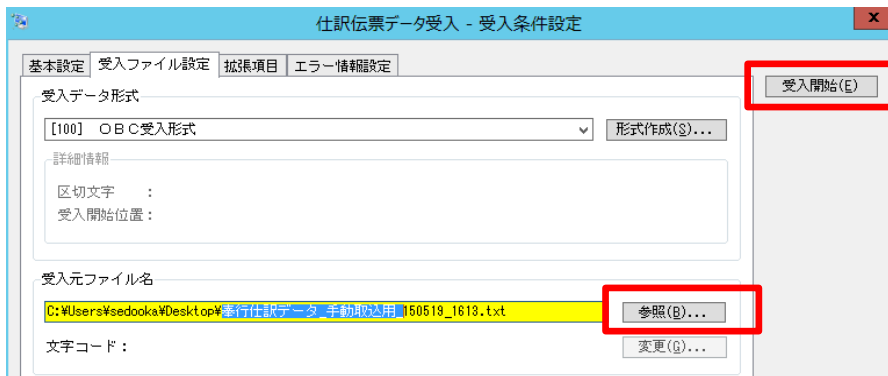 仕訳伝票データ受入 - 受入条件設定
x
基本設定 受入ファイル設定 拡張項目 エラー情報設定
受入開始(E)
受入データ形式
[100] OBC受入形式
形式作成(S)...
詳細情報
区切文字 :
受入開始位置:
受入元ファイル名
C:¥Users¥sedooka¥Desktop¥奉行仕訳データ_手動取込用_150519_1613.txt
参照(B)...
文字コード:
変更(G)...